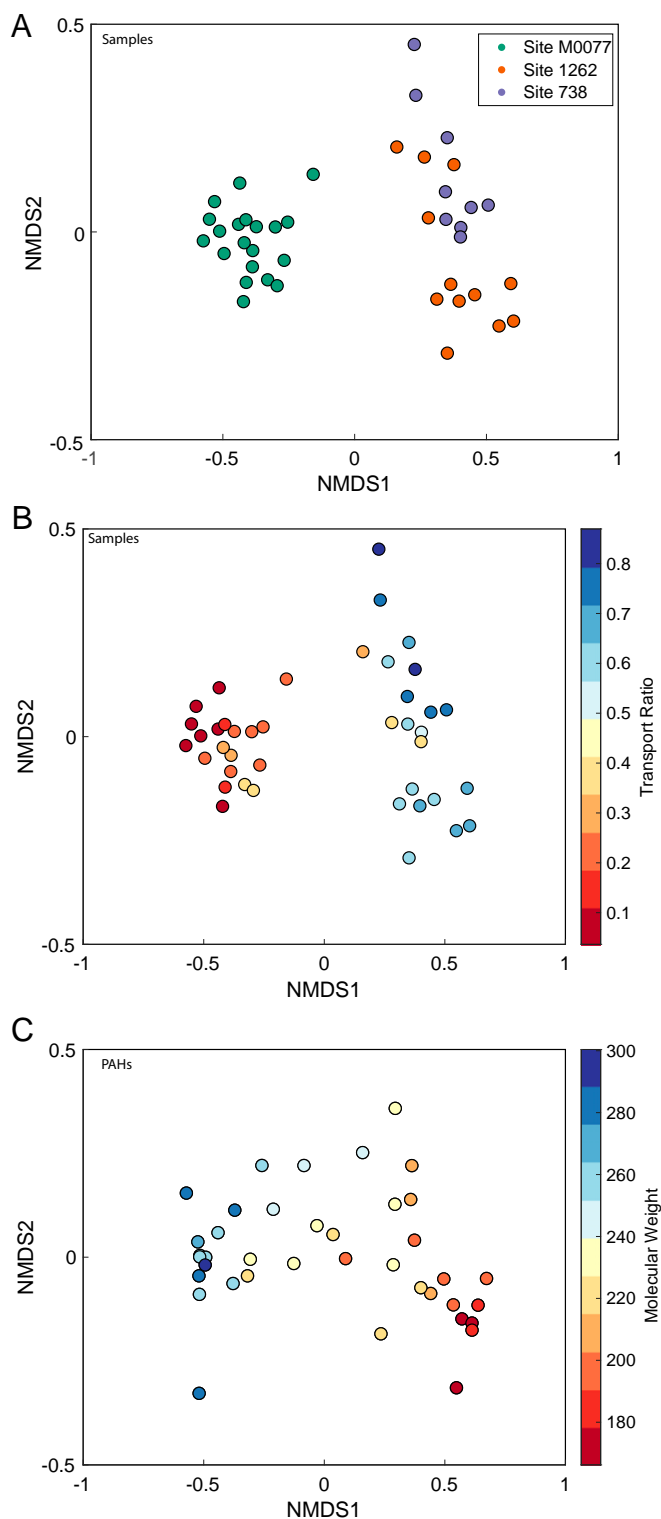 A
0.5
Samples
Site M0077
Site 1262
Site 738
NMDS2
0
-0.5
-1
-0.5
0
0.5
1
NMDS1
B
0.5
Samples
NMDS2
0
-0.5
-1
-0.5
0
0.5
1
NMDS1
0.8
0.7
0.6
0.5
0.4
0.3
0.2
0.1
Transport Ratio
C
0.5
PAHs
NMDS2
0
-0.5
-1
-0.5
0
0.5
1
NMDS1
300
280
260
240
220
200
180
Molecular Weight